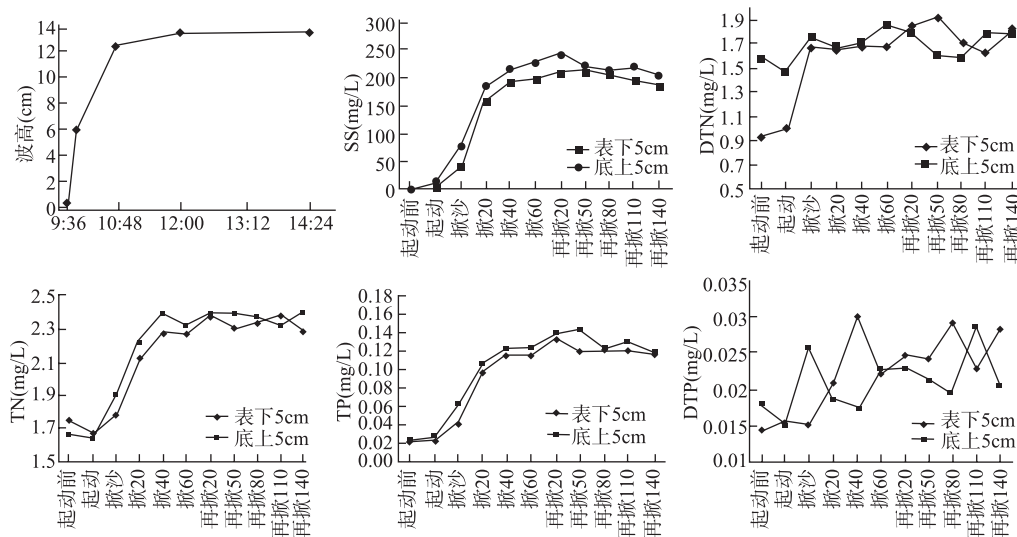 波高(cm)
14
12
10
8
6
4
2
0
9:36 10:48 12:00 13:12 14:24
SS(mg/L)
300
250
200
150
100
50
0
表下5cm
底上5cm
起动前 起动 掀沙 掀20 掀40 掀60 再掀20 再掀50 再掀80 再掀110 再掀140
DTN(mg/L)
1.9
1.7
1.5
1.3
1.1
0.9
0.7
0.5
表下5cm
底上5cm
起动前 起动 掀沙 掀20 掀40 掀60 再掀20 再掀50 再掀80 再掀110 再掀140
TN(mg/L)
2.5
2.3
2.1
1.9
1.7
1.5
表下5cm
底上5cm
起动前 起动 掀沙 掀20 掀40 掀60 再掀20 再掀50 再掀80 再掀110 再掀140
TP(mg/L)
0.18
0.16
0.14
0.12
0.10
0.08
0.06
0.04
0.02
0.00
表下5cm
底上5cm
起动前 起动 掀沙 掀20 掀40 掀60 再掀20 再掀50 再掀80 再掀110 再掀140
DTP(mg/L)
0.035
0.03
0.025
0.02
0.015
0.01
表下5cm
底上5cm
起动前 起动 掀沙 掀20 掀40 掀60 再掀20 再掀50 再掀80 再掀110 再掀140